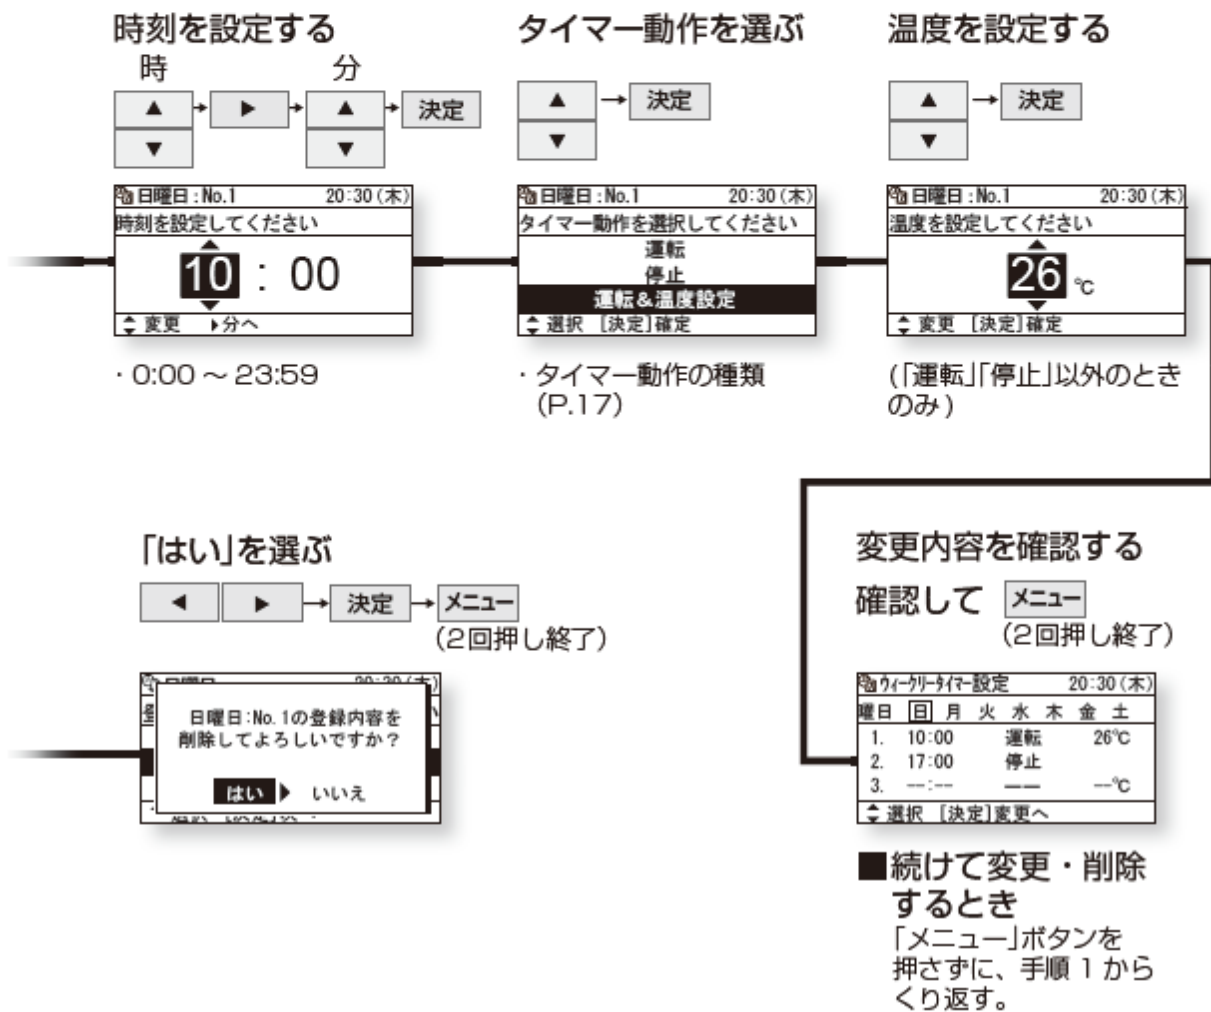 時刻を設定する
時 分
▲ → ▶ → ▲ → 決定
▼ ▼
日曜日:No.1 20:30(木)
時刻を設定してください
10 : 00
変更 ▶分へ
・0:00 ～ 23:59
タイマー動作を選ぶ
▲ → 決定
▼
日曜日:No.1 20:30(木)
タイマー動作を選択してください
運転
停止
運転&温度設定
選択 [決定]確定
・タイマー動作の種類
(P.17)
温度を設定する
▲ → 決定
▼
日曜日:No.1 20:30(木)
温度を設定してください
26 ℃
変更 [決定]確定
(「運転」「停止」以外のとき
のみ)
「はい」を選ぶ
◀ ▶ → 決定 → メニュー
(2回押し終了)
日曜日:No.1の登録内容を
削除してよろしいですか？
はい ▶ いいえ
変更内容を確認する
確認して メニュー
(2回押し終了)
ウィークリータイマー設定 20:30(木)
曜日 日 月 火 水 木 金 土
1. 10:00 運転 26℃
2. 17:00 停止
3. --:-- —— --℃
選択 [決定]変更へ
■続けて変更・削除
するとき
「メニュー」ボタンを
押さずに、手順 1 から
くり返す。